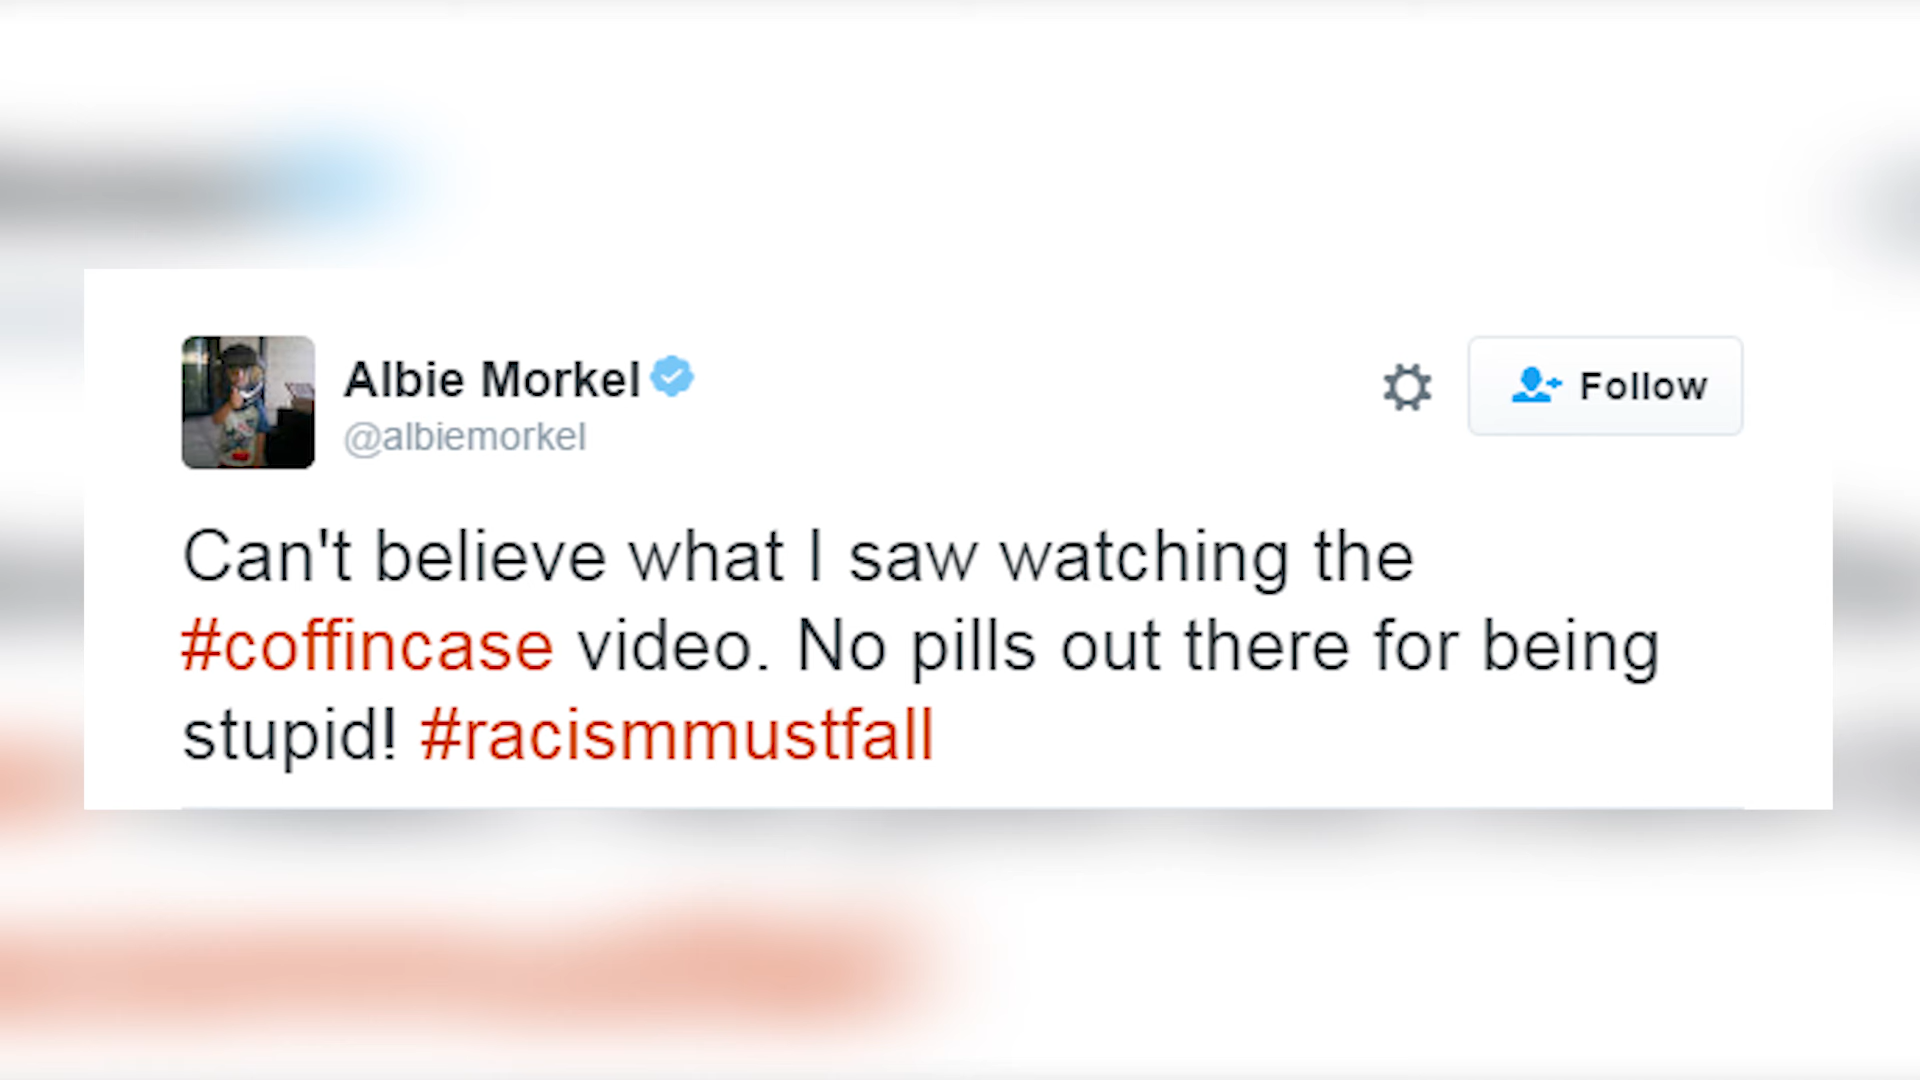 Albie Morkel
@albiemorkel
Follow
Can't believe what I saw watching the
#coffincase video. No pills out there for being
stupid! #racismmustfall